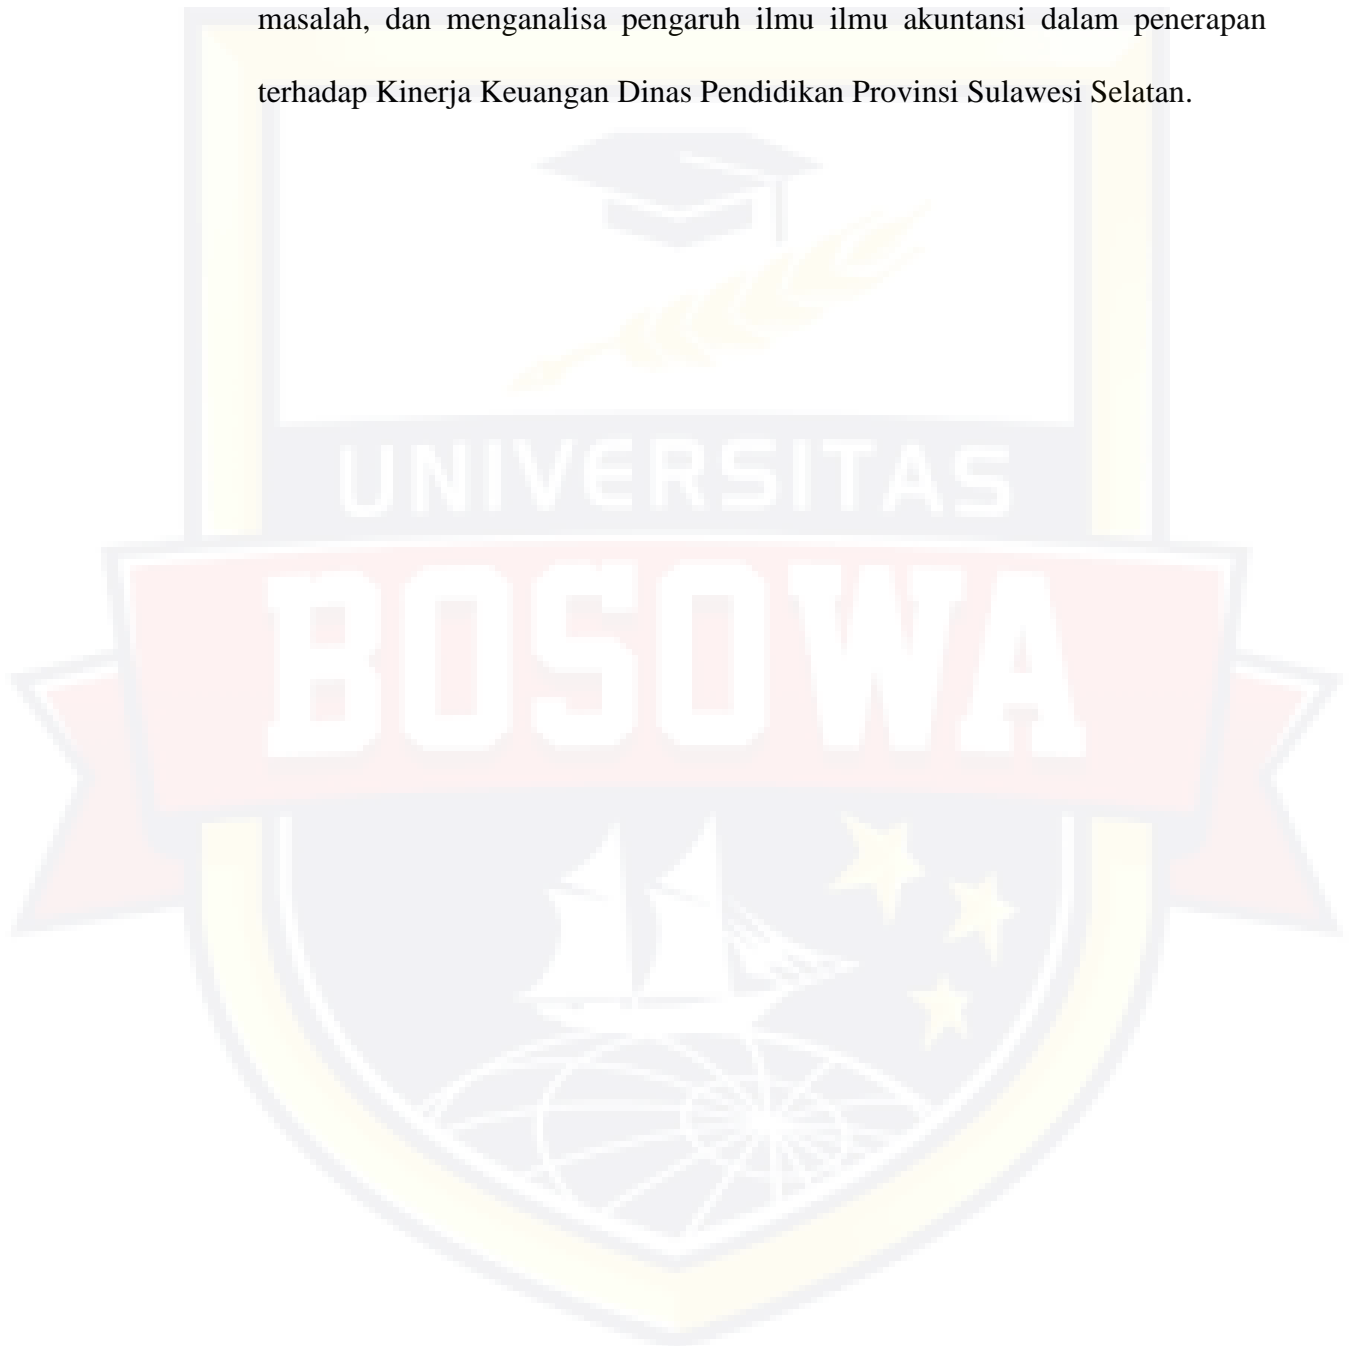 masalah, dan menganalisa pengaruh ilmu ilmu akuntansi dalam penerapan
terhadap Kinerja Keuangan Dinas Pendidikan Provinsi Sulawesi Selatan.
UNIVERSITAS
BOSOWA